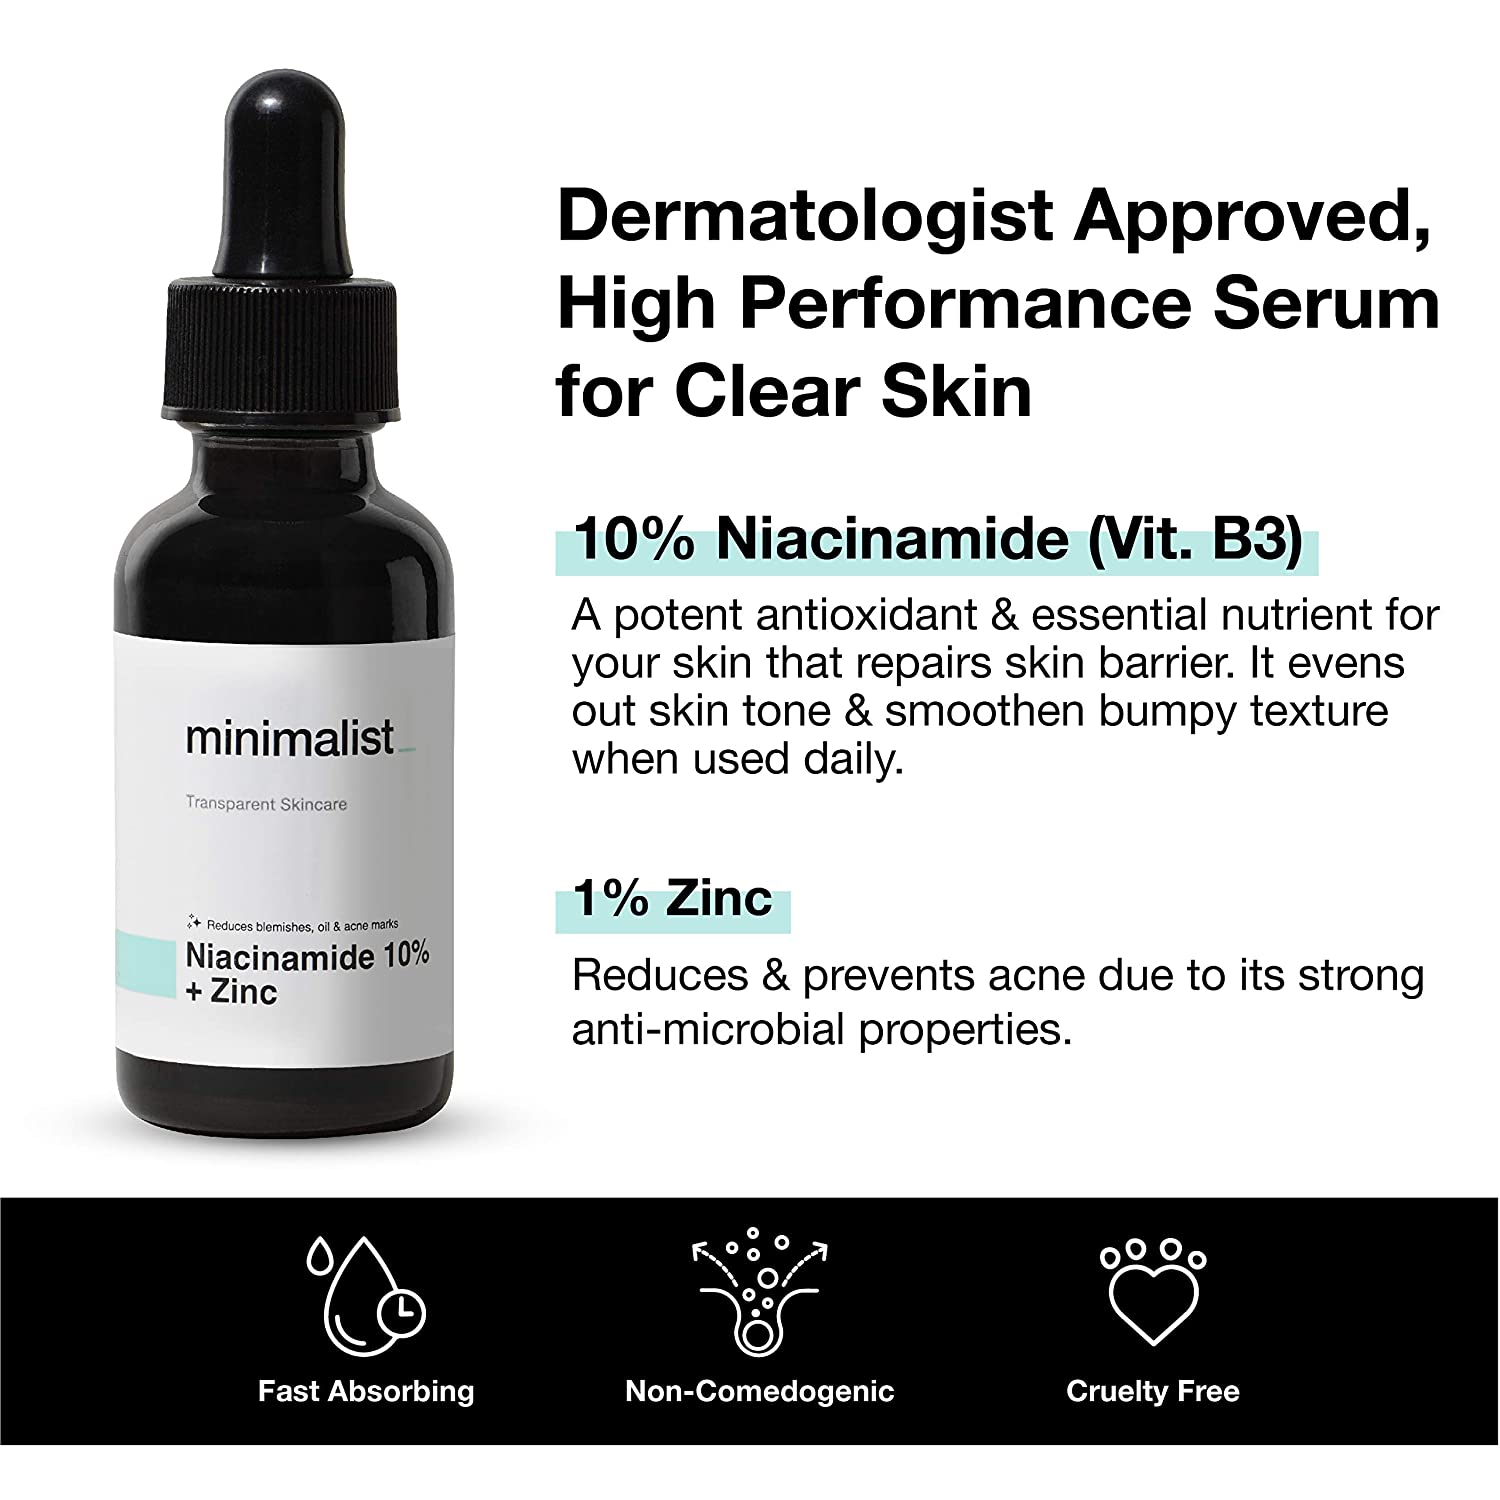 Dermatologist Approved,
High Performance Serum
for Clear Skin
10% Niacinamide (Vit. B3)
A potent antioxidant & essential nutrient for
your skin that repairs skin barrier. It evens
out skin tone & smoothen bumpy texture
when used daily.
1% Zinc
Reduces & prevents acne due to its strong
anti-microbial properties.
minimalist_
Transparent Skincare
Reduces blemishes, oil & acne marks
Niacinamide 10%
+ Zinc
Fast Absorbing
Non-Comedogenic
Cruelty Free